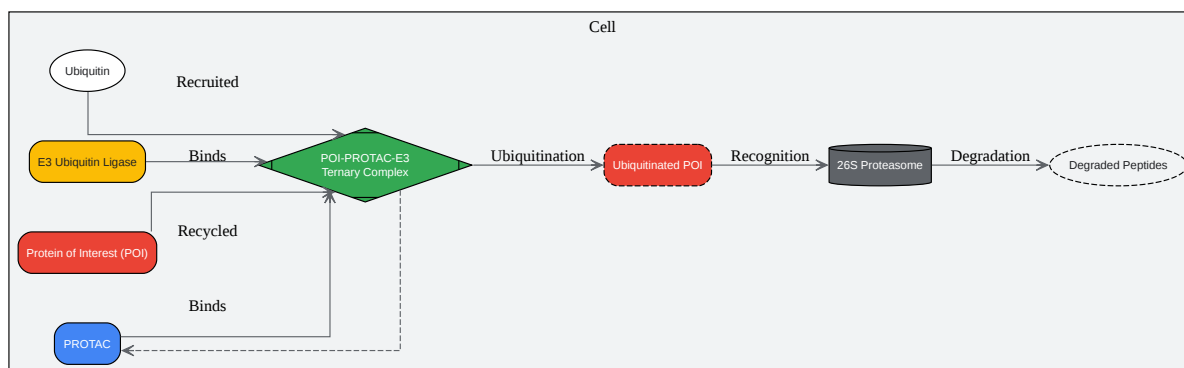 Cell
Ubiquitin
Recruited
E3 Ubiquitin Ligase
Binds
POI-PROTAC-E3
Ternary Complex
Ubiquitination
Ubiquitinated POI
Recognition
26S Proteasome
Degradation
Degraded Peptides
Recycled
Protein of Interest (POI)
Binds
PROTAC